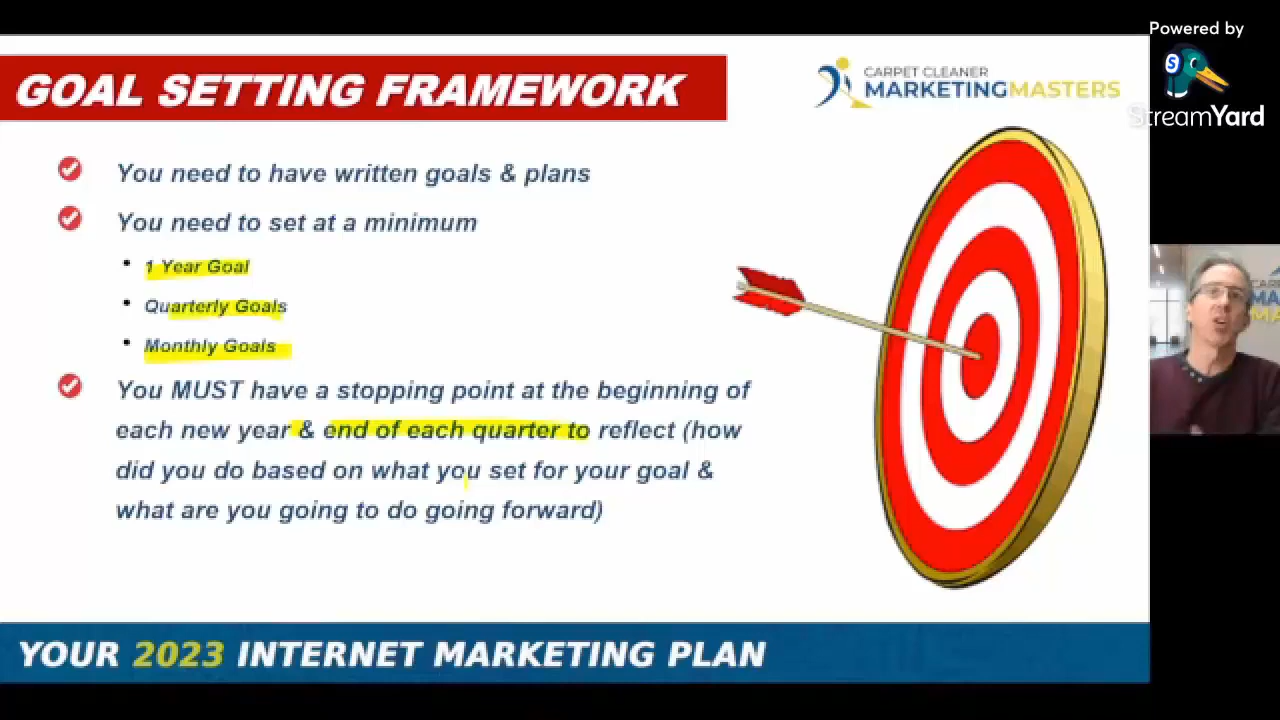 Powered by
StreamYard
GOAL SETTING FRAMEWORK
CARPET CLEANER
MARKETINGMASTERS
You need to have written goals & plans
You need to set at a minimum
1 Year Goal
Quarterly Goals
Monthly Goals
You MUST have a stopping point at the beginning of
each new year & end of each quarter to reflect (how
did you do based on what you set for your goal &
what are you going to do going forward)
YOUR 2023 INTERNET MARKETING PLAN